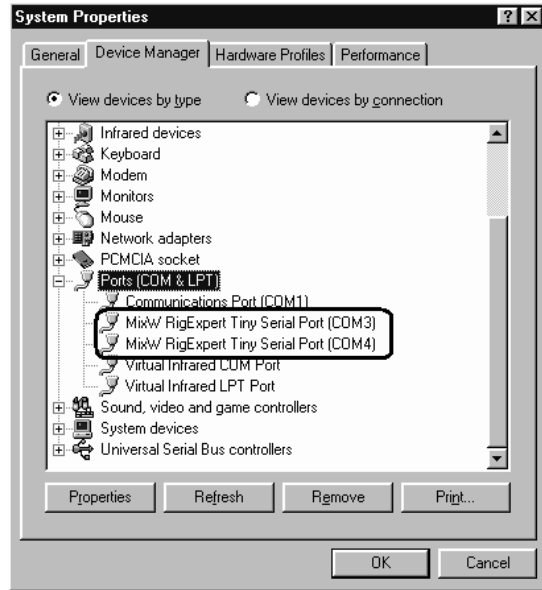 System Properties
General Device Manager Hardware Profiles Performance
View devices by type View devices by connection
Infrared devices
Keyboard
Modem
Monitors
Mouse
Network adapters
PCMCIA socket
Ports (COM & LPT)
Communications Port (COM1)
MixW RigExpert Tiny Serial Port (COM3)
MixW RigExpert Tiny Serial Port (COM4)
Virtual Infrared COM Port
Virtual Infrared LPT Port
Sound, video and game controllers
System devices
Universal Serial Bus controllers
Properties Refresh Remove Print...
OK Cancel